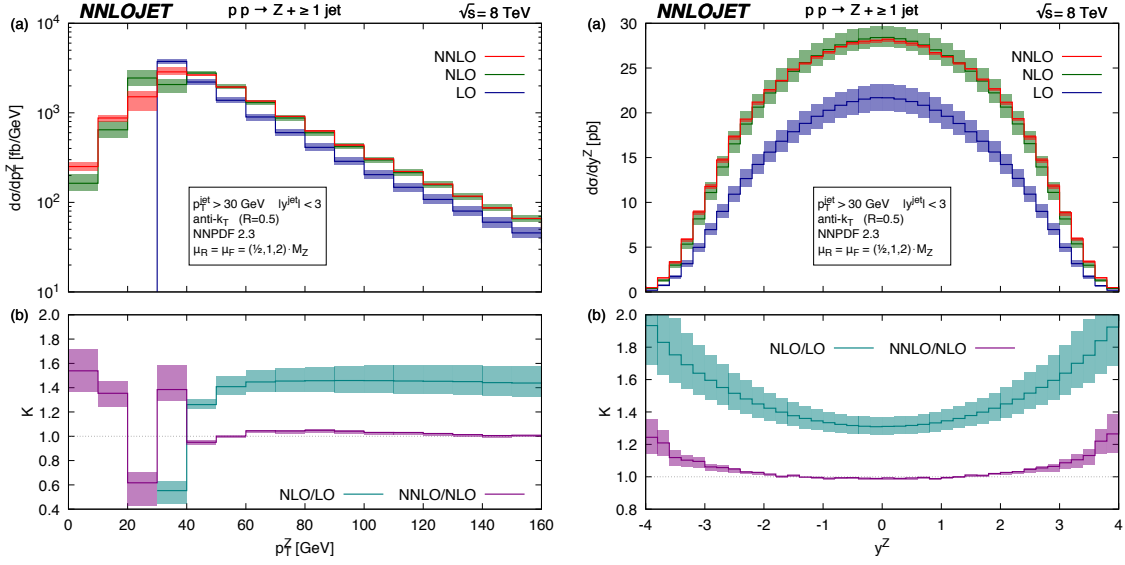 NNLOJET p p → Z + ≥ 1 jet √s = 8 TeV
(a)
10⁴
10³
10²
10¹
dσ/dp_T^Z [fb/GeV]
NNLO
NLO
LO
p_T^jet > 30 GeV |y^jet| < 3
anti-k_T (R=0.5)
NNPDF 2.3
μ_R = μ_F = (½,1,2) · M_Z
(b)
2.0
1.8
1.6
1.4
1.2
1.0
0.8
0.6
0.4
K
NLO/LO
NNLO/NLO
0 20 40 60 80 100 120 140 160
p_T^Z [GeV]
NNLOJET p p → Z + ≥ 1 jet √s = 8 TeV
(a)
30
25
20
15
10
5
0
dσ/dy^Z [pb]
NNLO
NLO
LO
p_T^jet > 30 GeV |y^jet| < 3
anti-k_T (R=0.5)
NNPDF 2.3
μ_R = μ_F = (½,1,2) · M_Z
(b)
2.0
1.8
1.6
1.4
1.2
1.0
0.8
K
NLO/LO
NNLO/NLO
-4 -3 -2 -1 0 1 2 3 4
y^Z